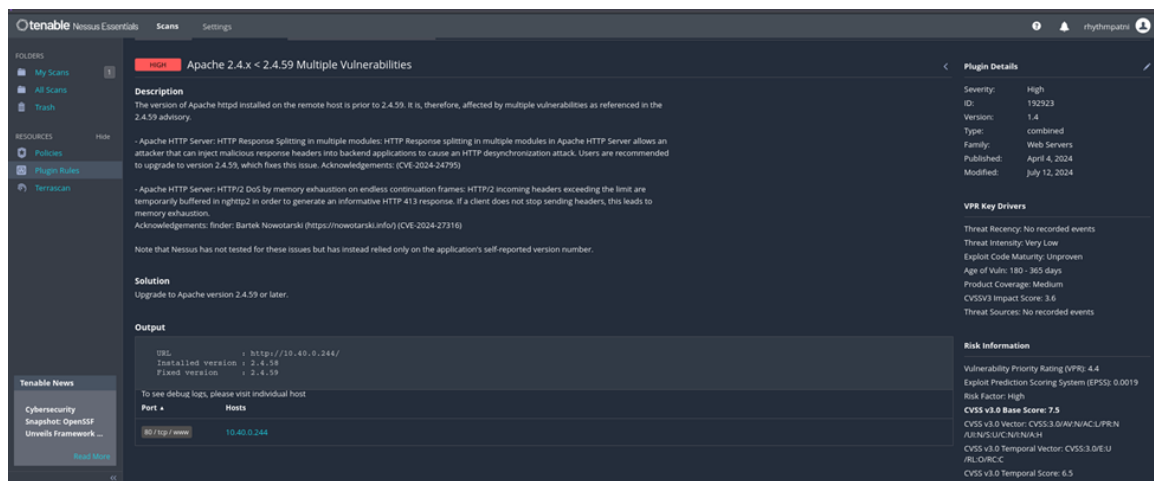 tenable Nessus Essentials Scans Settings
rhythmpatni
FOLDERS
My Scans 1
All Scans
Trash
RESOURCES Hide
Policies
Plugin Rules
Terrascan
Tenable News
Cybersecurity
Snapshot: OpenSSF
Unveils Framework ...
Read More
HIGH Apache 2.4.x < 2.4.59 Multiple Vulnerabilities
Description
The version of Apache httpd installed on the remote host is prior to 2.4.59. It is, therefore, affected by multiple vulnerabilities as referenced in the
2.4.59 advisory.
- Apache HTTP Server: HTTP Response Splitting in multiple modules: HTTP Response splitting in multiple modules in Apache HTTP Server allows an
attacker that can inject malicious response headers into backend applications to cause an HTTP desynchronization attack. Users are recommended
to upgrade to version 2.4.59, which fixes this issue. Acknowledgements: (CVE-2024-24795)
- Apache HTTP Server: HTTP/2 DoS by memory exhaustion on endless continuation frames: HTTP/2 incoming headers exceeding the limit are
temporarily buffered in nghttp2 in order to generate an informative HTTP 413 response. If a client does not stop sending headers, this leads to
memory exhaustion.
Acknowledgements: finder: Bartek Nowotarski (https://nowotarski.info/) (CVE-2024-27316)
Note that Nessus has not tested for these issues but has instead relied only on the application's self-reported version number.
Solution
Upgrade to Apache version 2.4.59 or later.
Output
URL : http://10.40.0.244/
Installed version : 2.4.58
Fixed version : 2.4.59
To see debug logs, please visit individual host
Port Hosts
80 / tcp / www 10.40.0.244
Plugin Details
Severity: High
ID: 192923
Version: 1.4
Type: combined
Family: Web Servers
Published: April 4, 2024
Modified: July 12, 2024
VPR Key Drivers
Threat Recency: No recorded events
Threat Intensity: Very Low
Exploit Code Maturity: Unproven
Age of Vuln: 180 - 365 days
Product Coverage: Medium
CVSSV3 Impact Score: 3.6
Threat Sources: No recorded events
Risk Information
Vulnerability Priority Rating (VPR): 4.4
Exploit Prediction Scoring System (EPSS): 0.0019
Risk Factor: High
CVSS v3.0 Base Score: 7.5
CVSS v3.0 Vector: CVSS:3.0/AV:N/AC:L/PR:N
/UI:N/S:U/C:N/I:N/A:H
CVSS v3.0 Temporal Vector: CVSS:3.0/E:U
/RL:O/RC:C
CVSS v3.0 Temporal Score: 6.5